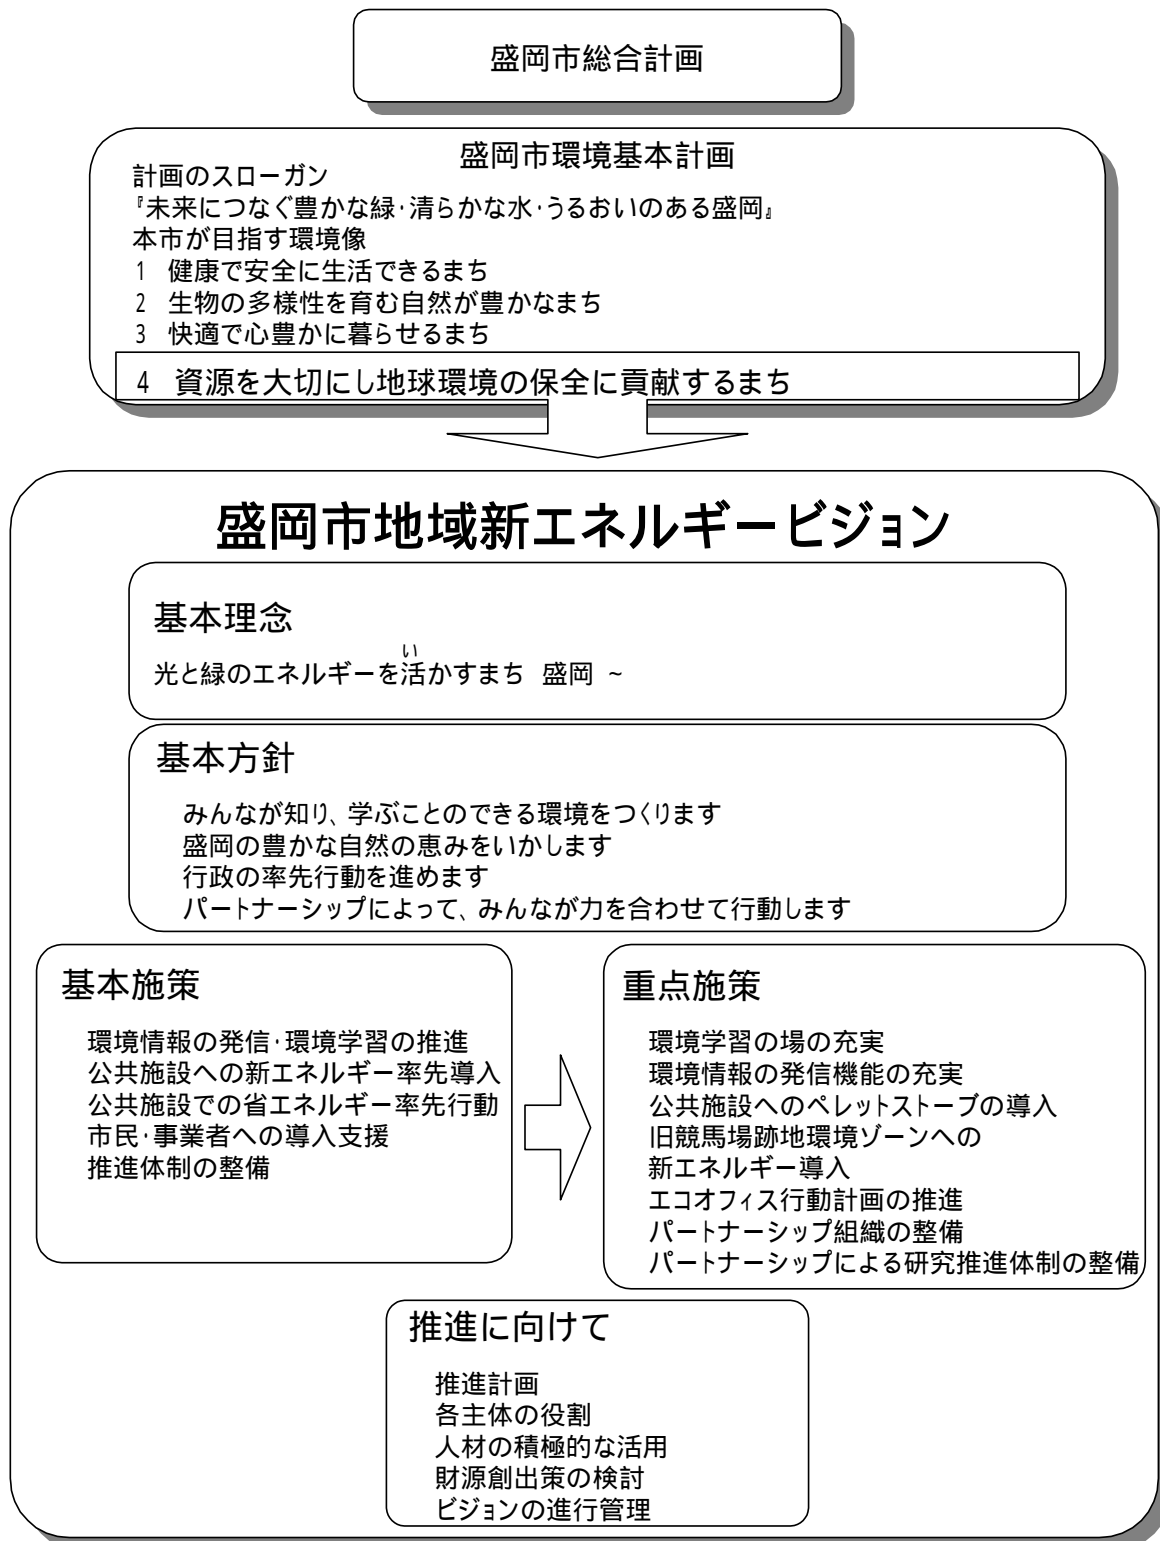 盛岡市総合計画
盛岡市環境基本計画
計画のスローガン
『未来につなぐ豊かな緑・清らかな水・うるおいのある盛岡』
本市が目指す環境像
1 健康で安全に生活できるまち
2 生物の多様性を育む自然が豊かなまち
3 快適で心豊かに暮らせるまち
4 資源を大切にし地球環境の保全に貢献するまち
盛岡市地域新エネルギービジョン
基本理念
い
光と緑のエネルギーを活かすまち 盛岡 ~
基本方針
みんなが知り、学ぶことのできる環境をつくります
盛岡の豊かな自然の恵みをいかします
行政の率先行動を進めます
パートナーシップによって、みんなが力を合わせて行動します
基本施策
環境情報の発信・環境学習の推進
公共施設への新エネルギー率先導入
公共施設での省エネルギー率先行動
市民・事業者への導入支援
推進体制の整備
重点施策
環境学習の場の充実
環境情報の発信機能の充実
公共施設へのペレットストーブの導入
旧競馬場跡地環境ゾーンへの
新エネルギー導入
エコオフィス行動計画の推進
パートナーシップ組織の整備
パートナーシップによる研究推進体制の整備
推進に向けて
推進計画
各主体の役割
人材の積極的な活用
財源創出策の検討
ビジョンの進行管理